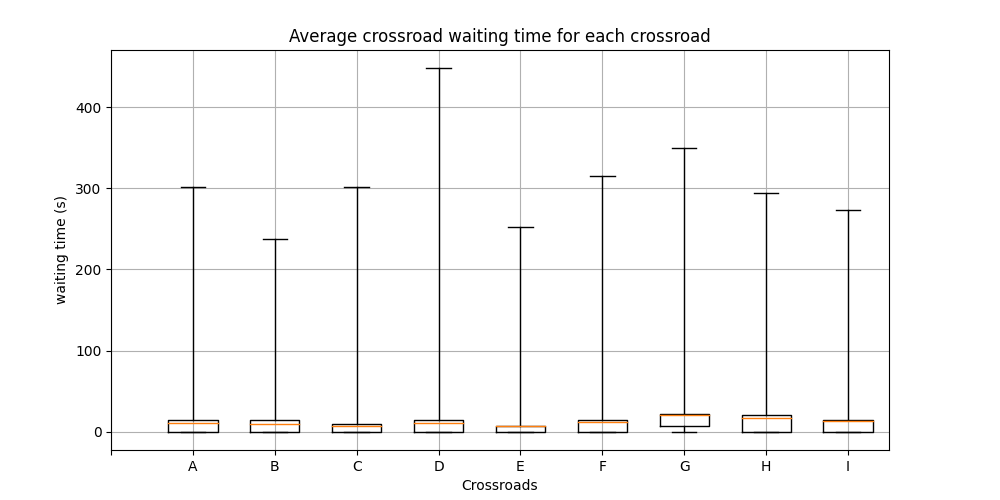 Average crossroad waiting time for each crossroad
waiting time (s)
400
300
200
100
0
A B C D E F G H I
Crossroads